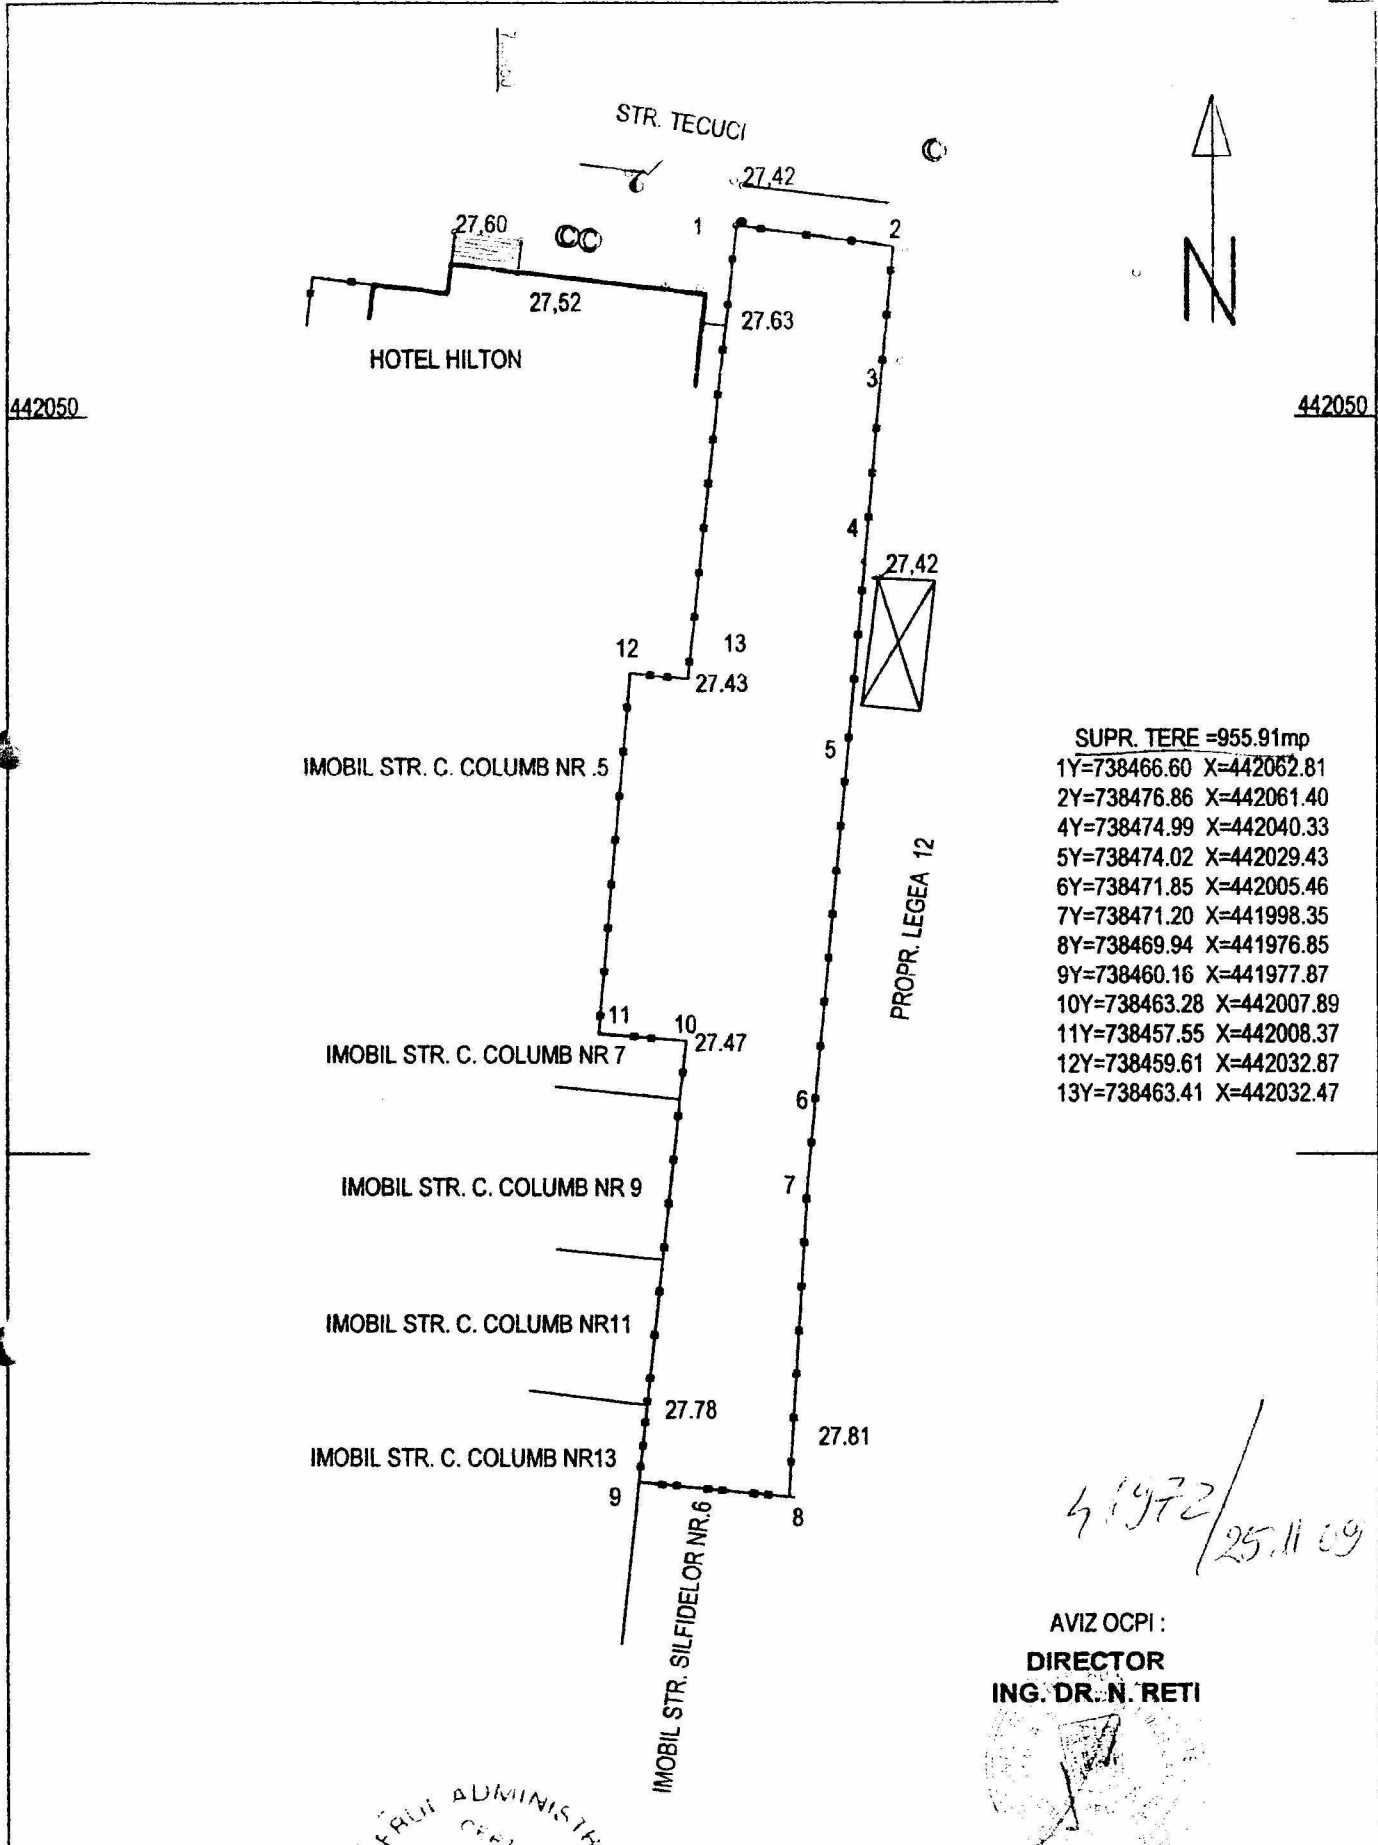 STR. TECUCI
27,42
1
2
27,60
27,52
27.63
HOTEL HILTON
N
3
442050
442050
4
27,42
12
13
27.43
5
IMOBIL STR. C. COLUMB NR .5
SUPR. TERE =955.91mp
1Y=738466.60 X=442062.81
2Y=738476.86 X=442061.40
4Y=738474.99 X=442040.33
5Y=738474.02 X=442029.43
6Y=738471.85 X=442005.46
7Y=738471.20 X=441998.35
8Y=738469.94 X=441976.85
9Y=738460.16 X=441977.87
10Y=738463.28 X=442007.89
11Y=738457.55 X=442008.37
12Y=738459.61 X=442032.87
13Y=738463.41 X=442032.47
PROPR. LEGEA 12
11
10
27.47
IMOBIL STR. C. COLUMB NR 7
6
IMOBIL STR. C. COLUMB NR 9
7
IMOBIL STR. C. COLUMB NR11
27.78
27.81
IMOBIL STR. C. COLUMB NR13
9
8
IMOBIL STR. SILFIDELOR NR.6
41972/25.11 09
AVIZ OCPI :
DIRECTOR
ING. DR. N. RETI